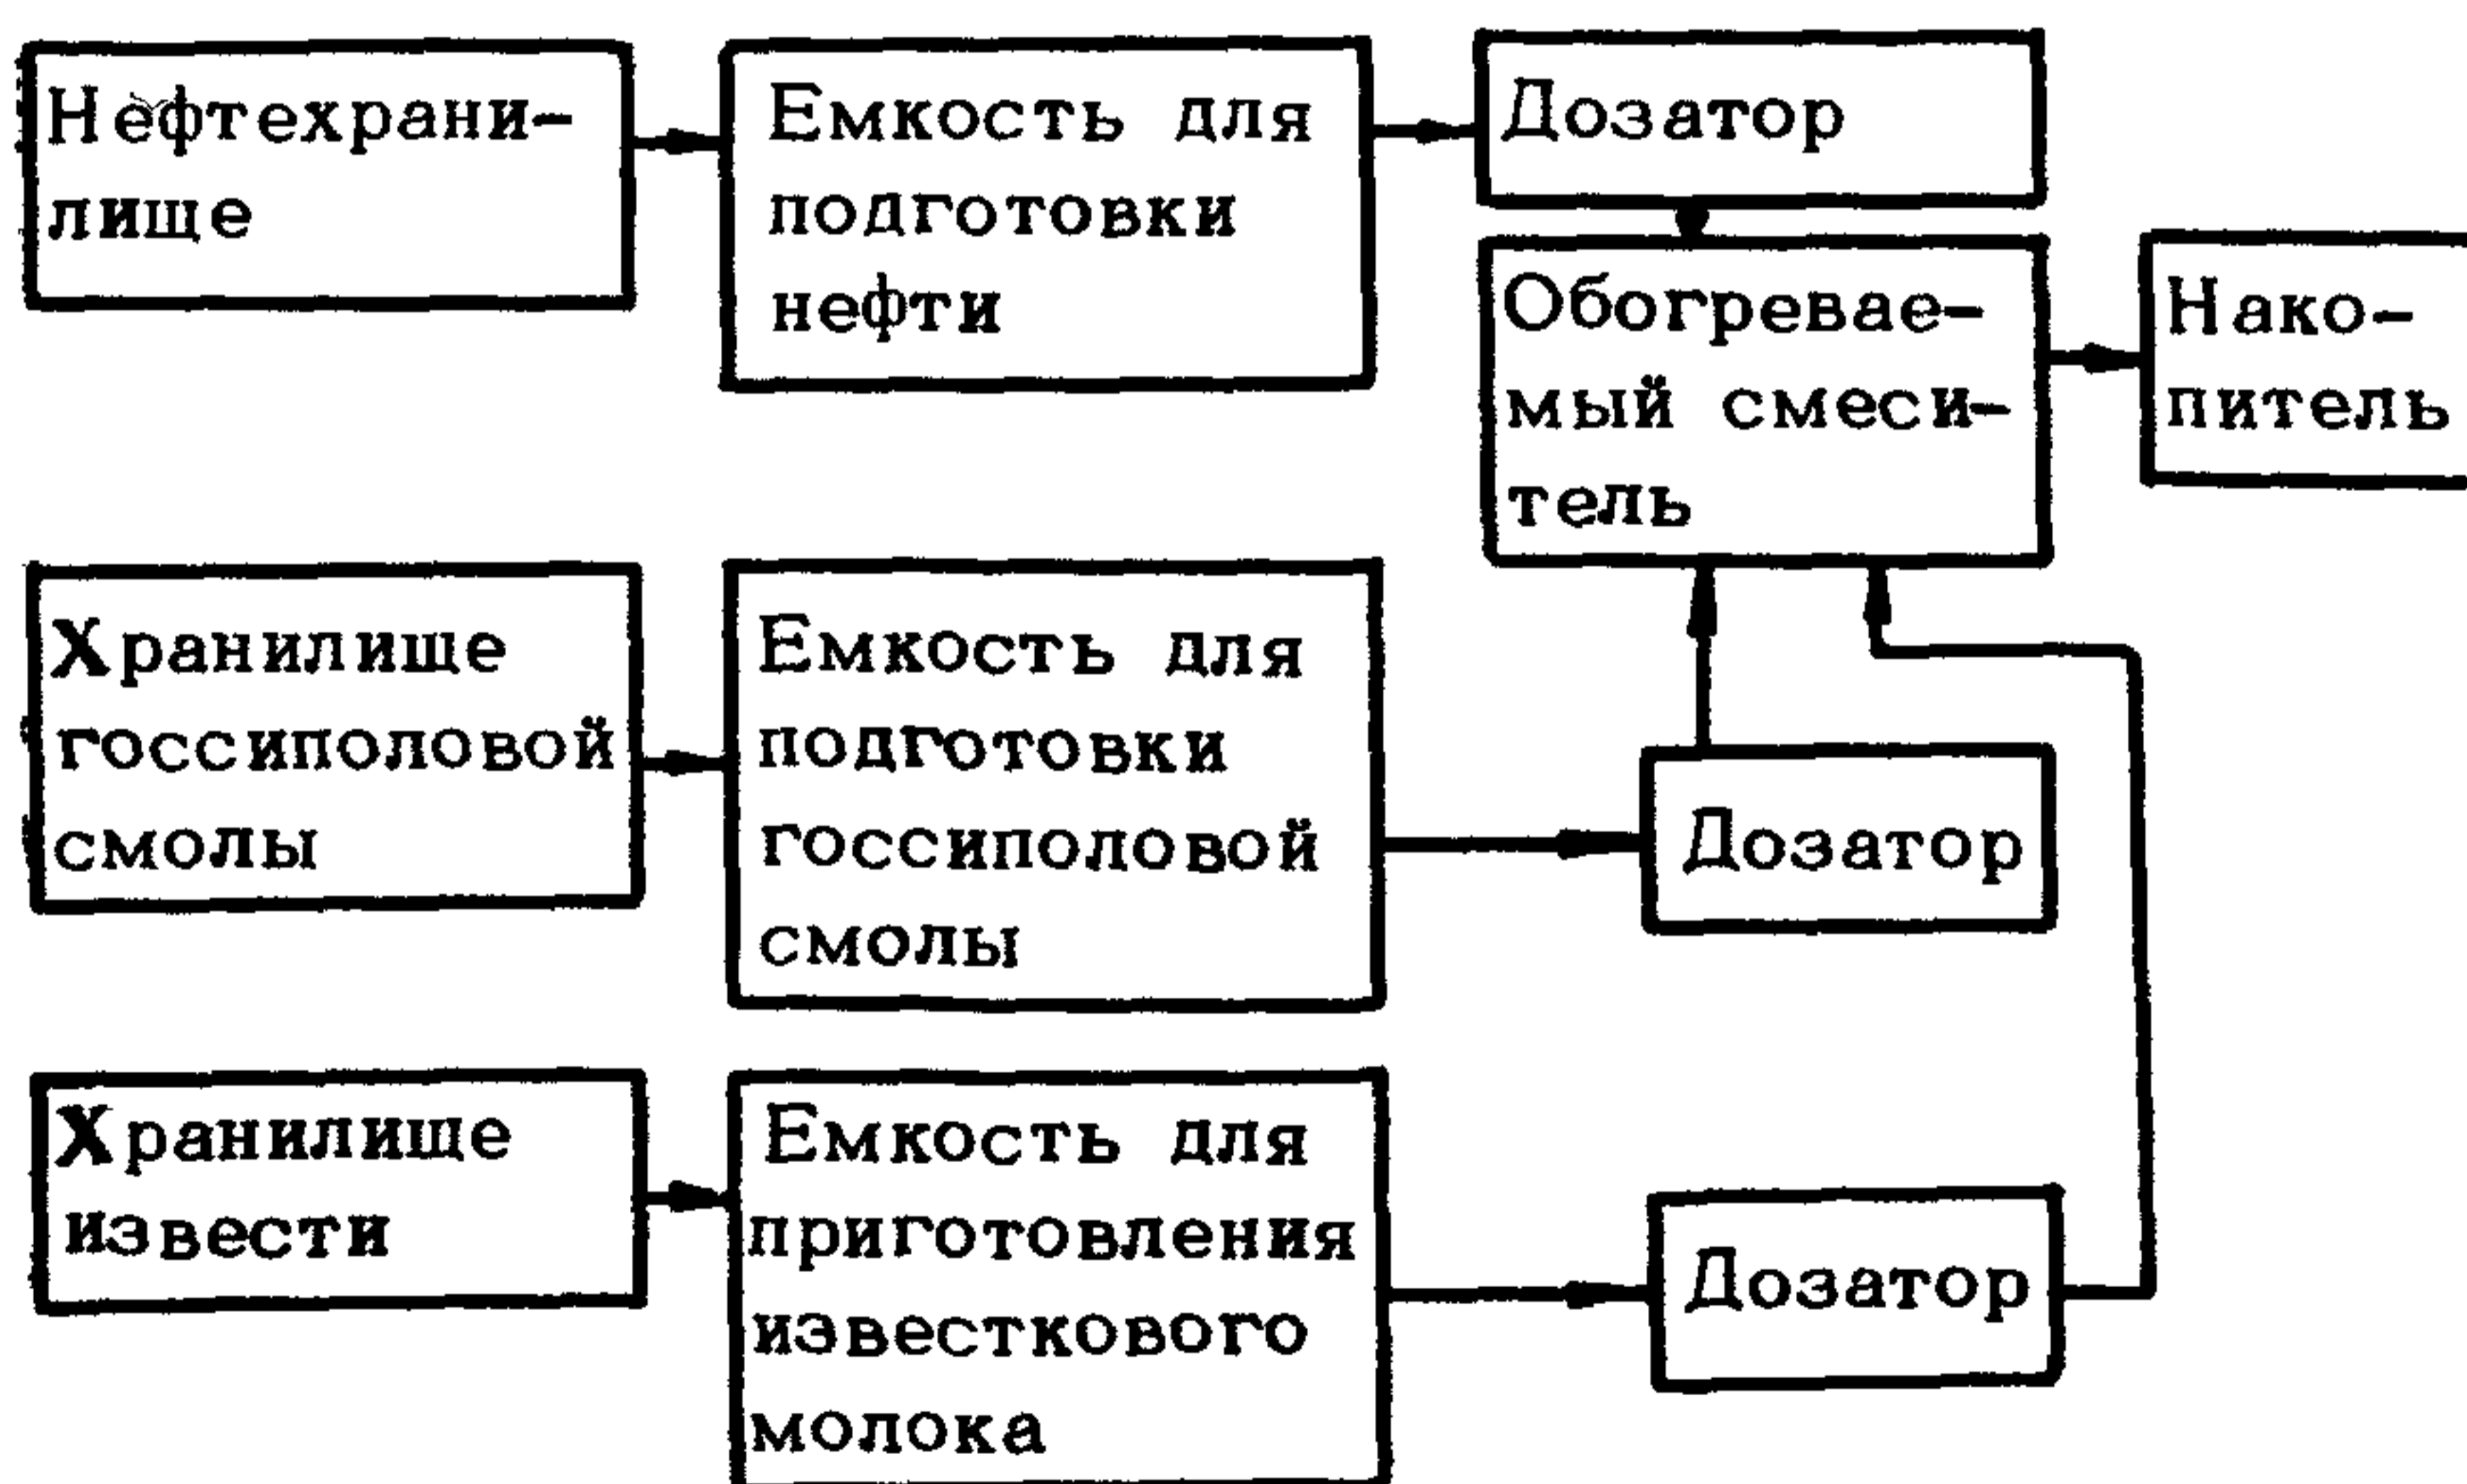 Нефтехрани-
лище
Емкость для
подготовки
нефти
Дозатор
Обогревае-
мый смеси-
тель
Нако-
питель
Хранилище
госсиполовой
смолы
Емкость для
подготовки
госсиполовой
смолы
Дозатор
Хранилище
извести
Емкость для
приготовления
известкового
молока
Дозатор